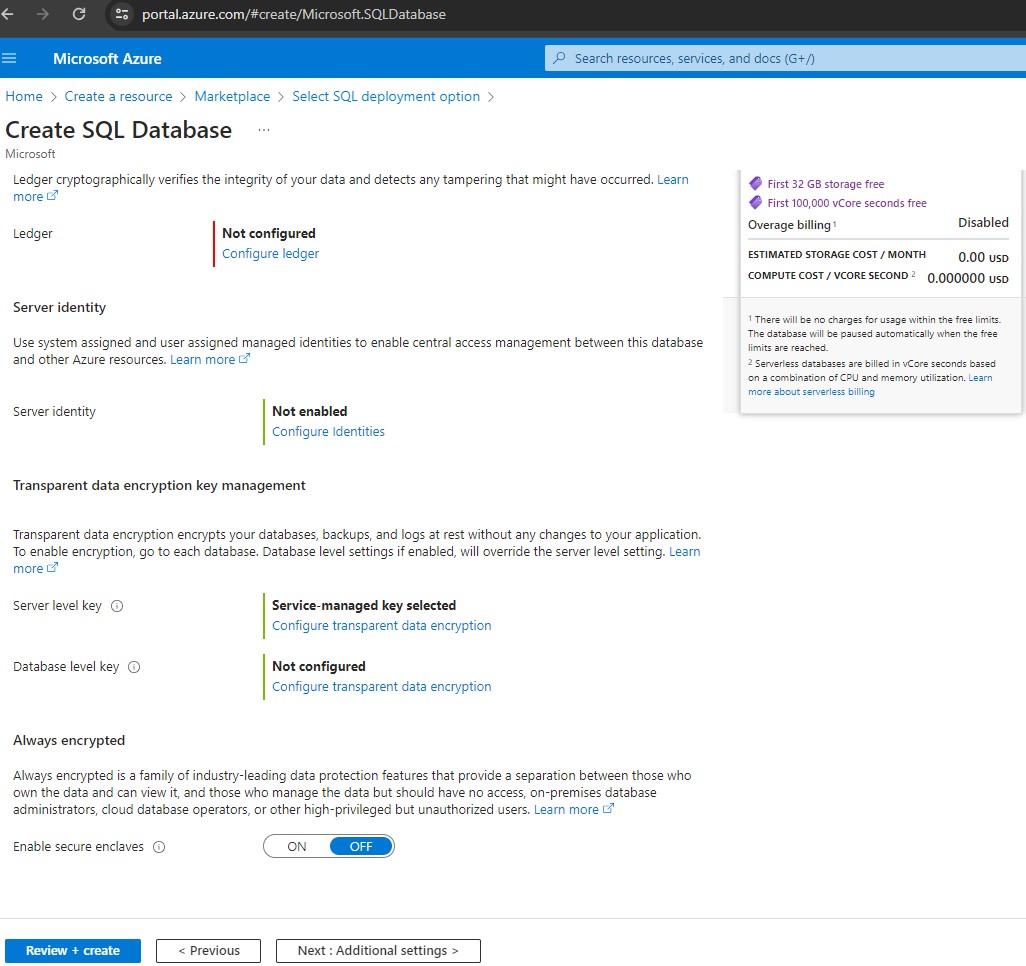 portal.azure.com/#create/Microsoft.SQLDatabase
Microsoft Azure
Search resources, services, and docs (G+/)
Home > Create a resource > Marketplace > Select SQL deployment option >
Create SQL Database ...
Microsoft
Ledger cryptographically verifies the integrity of your data and detects any tampering that might have occurred. Learn
more
Ledger
Not configured
Configure ledger
Server identity
Use system assigned and user assigned managed identities to enable central access management between this database
and other Azure resources. Learn more
Server identity
Not enabled
Configure Identities
Transparent data encryption key management
Transparent data encryption encrypts your databases, backups, and logs at rest without any changes to your application.
To enable encryption, go to each database. Database level settings if enabled, will override the server level setting. Learn
more
Server level key
Service-managed key selected
Configure transparent data encryption
Database level key
Not configured
Configure transparent data encryption
Always encrypted
Always encrypted is a family of industry-leading data protection features that provide a separation between those who
own the data and can view it, and those who manage the data but should have no access, on-premises database
administrators, cloud database operators, or other high-privileged but unauthorized users. Learn more
Enable secure enclaves
ON OFF
First 32 GB storage free
First 100,000 vCore seconds free
Overage billing¹ Disabled
ESTIMATED STORAGE COST / MONTH 0.00 USD
COMPUTE COST / VCORE SECOND ² 0.000000 USD
¹ There will be no charges for usage within the free limits.
The database will be paused automatically when the free
limits are reached.
² Serverless databases are billed in vCore seconds based
on a combination of CPU and memory utilization. Learn
more about serverless billing
Review + create
< Previous
Next : Additional settings >